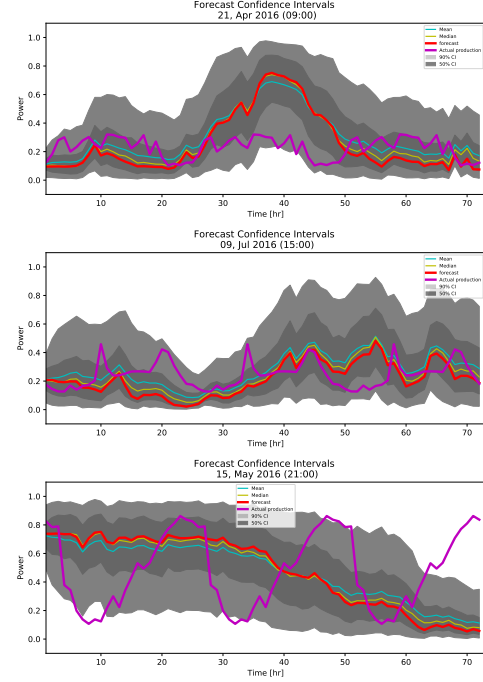 Forecast Confidence Intervals
21, Apr 2016 (09:00)
Mean
Median
forecast
Actual production
90% CI
50% CI
Power
1.0
0.8
0.6
0.4
0.2
0.0
10 20 30 40 50 60 70
Time [hr]
Forecast Confidence Intervals
09, Jul 2016 (15:00)
Mean
Median
forecast
Actual production
90% CI
50% CI
Power
1.0
0.8
0.6
0.4
0.2
0.0
10 20 30 40 50 60 70
Time [hr]
Forecast Confidence Intervals
15, May 2016 (21:00)
Mean
Median
forecast
Actual production
90% CI
50% CI
Power
1.0
0.8
0.6
0.4
0.2
0.0
10 20 30 40 50 60 70
Time [hr]